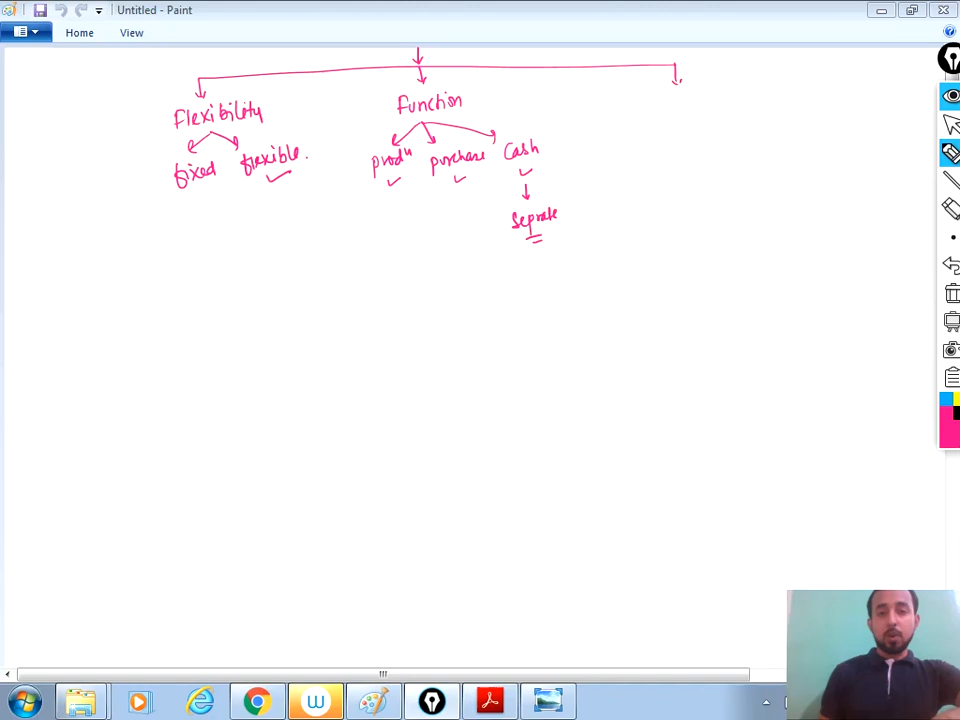 Untitled - Paint
Home View
Flexibility
fixed flexible.
Function
prodn purchase Cash
Seprate
W